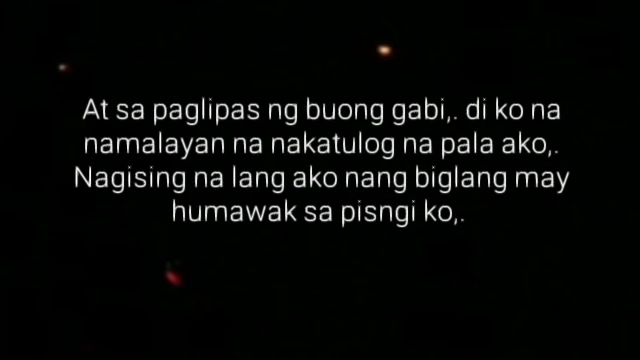 At sa paglipas ng buong gabi,. di ko na
namalayan na nakatulog na pala ako,.
Nagising na lang ako nang biglang may
humawak sa pisngi ko,.